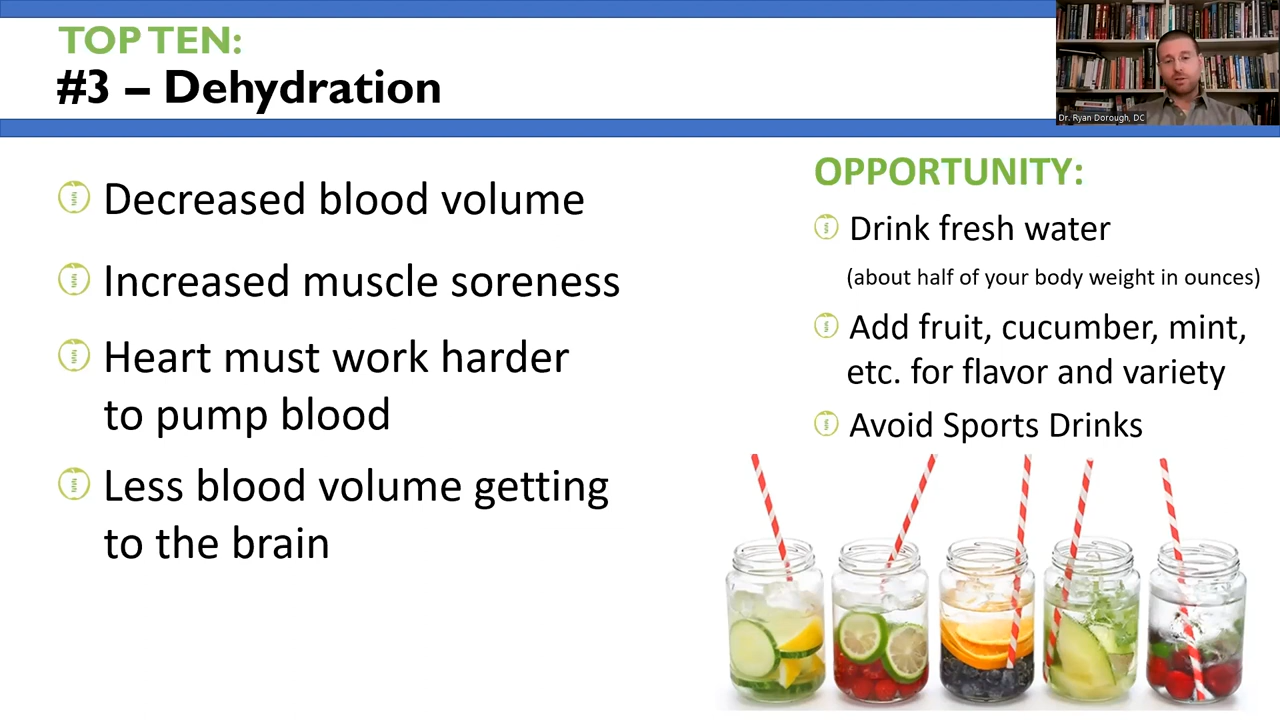 TOP TEN:
#3 – Dehydration
Dr. Ryan Dorough, DC
Decreased blood volume
Increased muscle soreness
Heart must work harder
to pump blood
Less blood volume getting
to the brain
OPPORTUNITY:
Drink fresh water
(about half of your body weight in ounces)
Add fruit, cucumber, mint,
etc. for flavor and variety
Avoid Sports Drinks